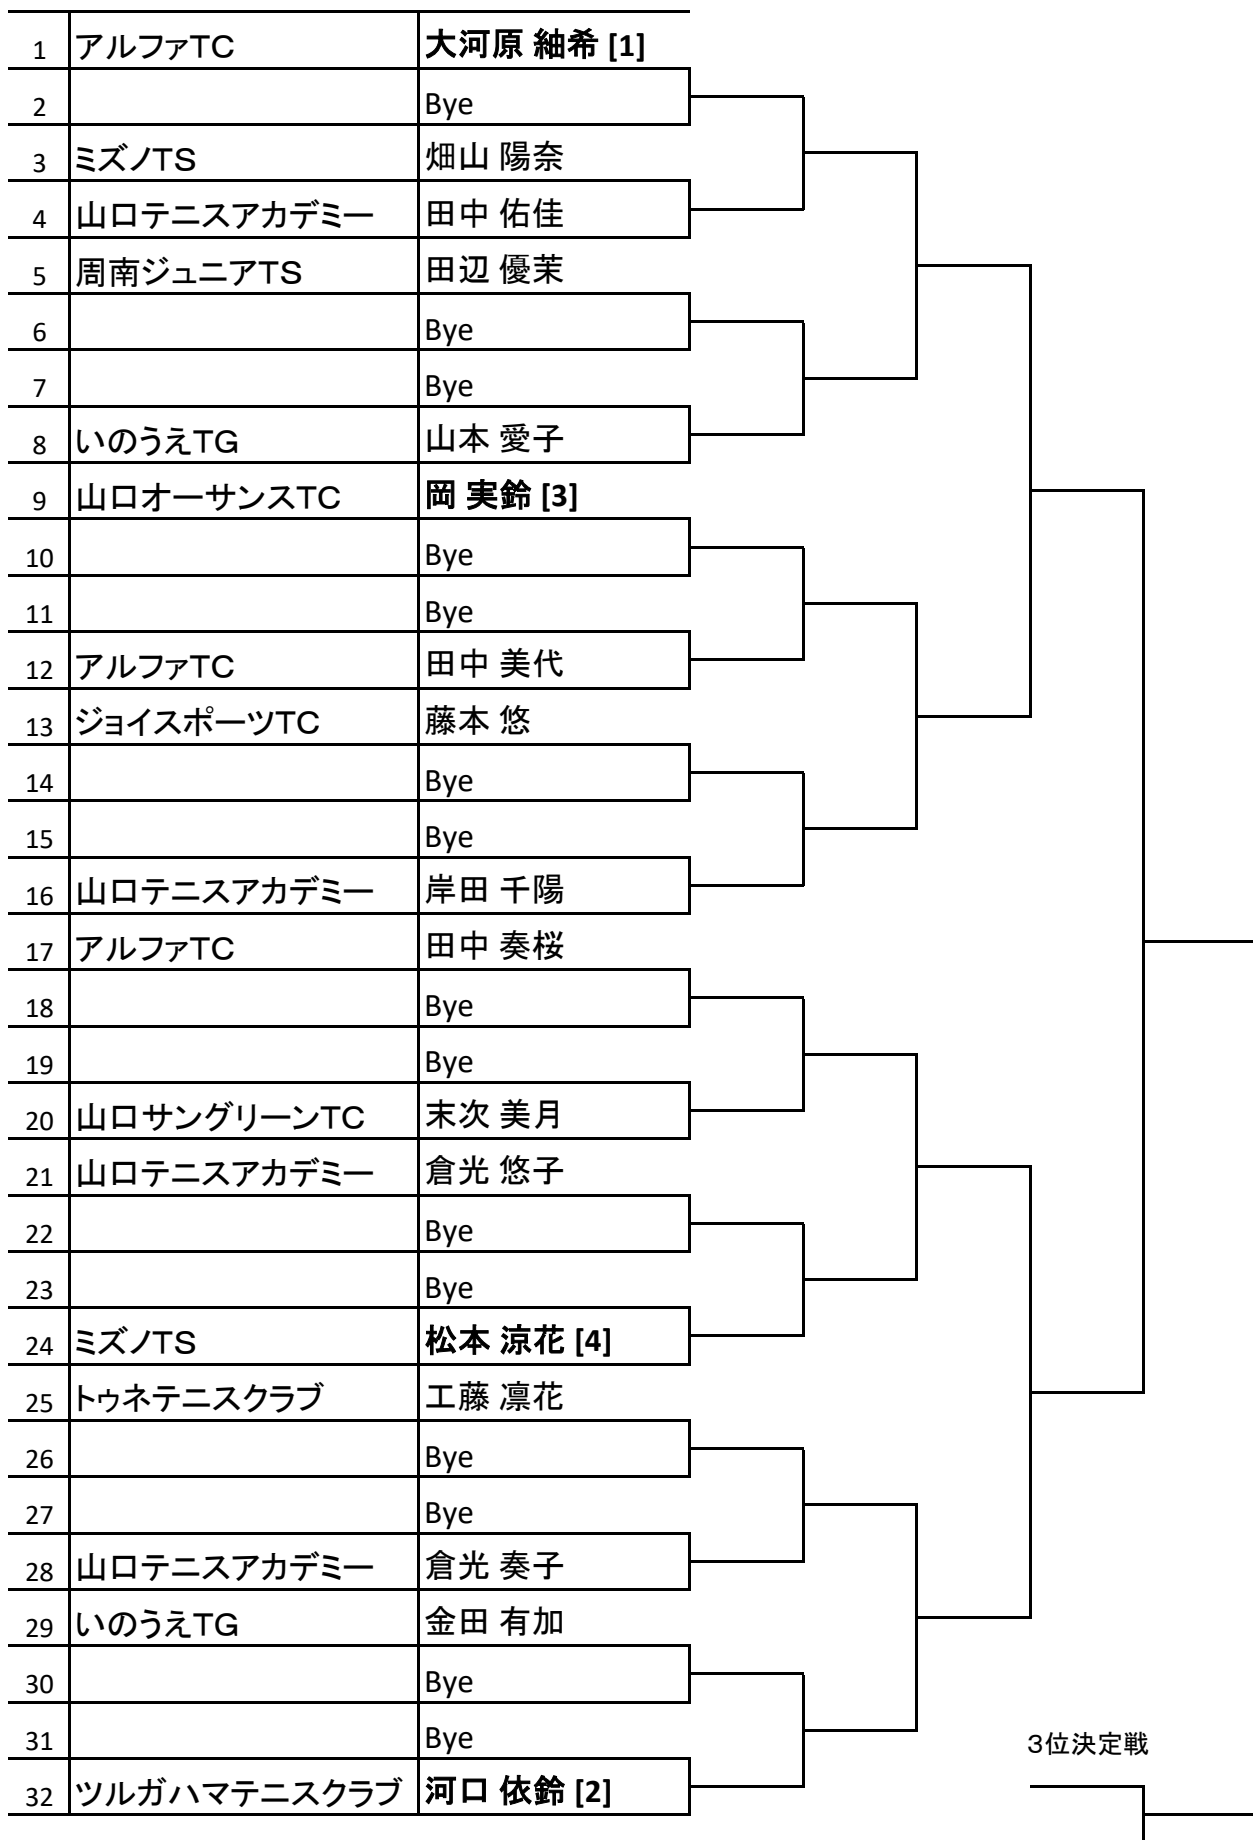 1 アルファTC 大河原 紬希 [1]
2 Bye
3 ミズノTS 畑山 陽奈
4 山口テニスアカデミー 田中 佑佳
5 周南ジュニアTS 田辺 優茉
6 Bye
7 Bye
8 いのうえTG 山本 愛子
9 山口オーサンスTC 岡 実鈴 [3]
10 Bye
11 Bye
12 アルファTC 田中 美代
13 ジョイスポーツTC 藤本 悠
14 Bye
15 Bye
16 山口テニスアカデミー 岸田 千陽
17 アルファTC 田中 奏桜
18 Bye
19 Bye
20 山口サングリーンTC 末次 美月
21 山口テニスアカデミー 倉光 悠子
22 Bye
23 Bye
24 ミズノTS 松本 涼花 [4]
25 トゥネテニスクラブ 工藤 凛花
26 Bye
27 Bye
28 山口テニスアカデミー 倉光 奏子
29 いのうえTG 金田 有加
30 Bye
31 Bye
3位決定戦
32 ツルガハマテニスクラブ 河口 依鈴 [2]